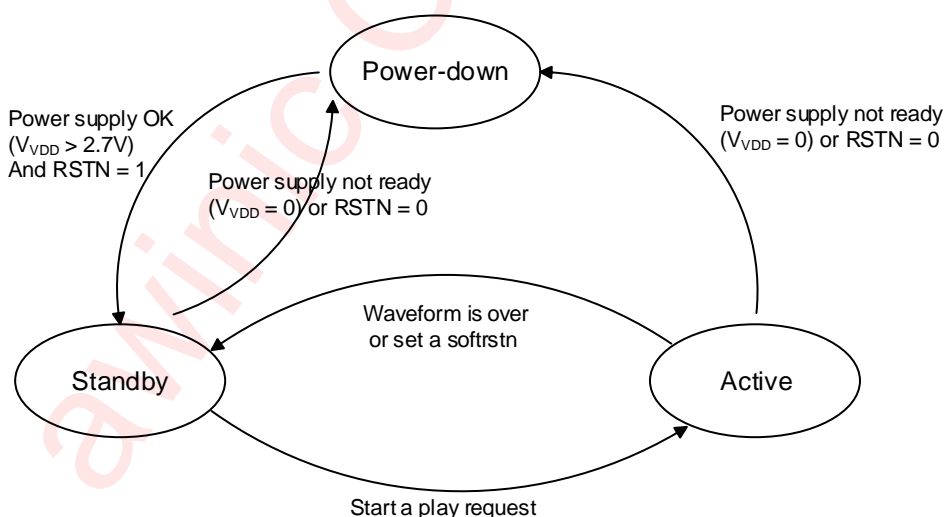 Power-down
Power supply OK
(VVDD > 2.7V)
And RSTN = 1
Power supply not ready
(VVDD = 0) or RSTN = 0
Power supply not ready
(VVDD = 0) or RSTN = 0
Waveform is over
or set a softrstn
Standby
Active
Start a play request
awinic